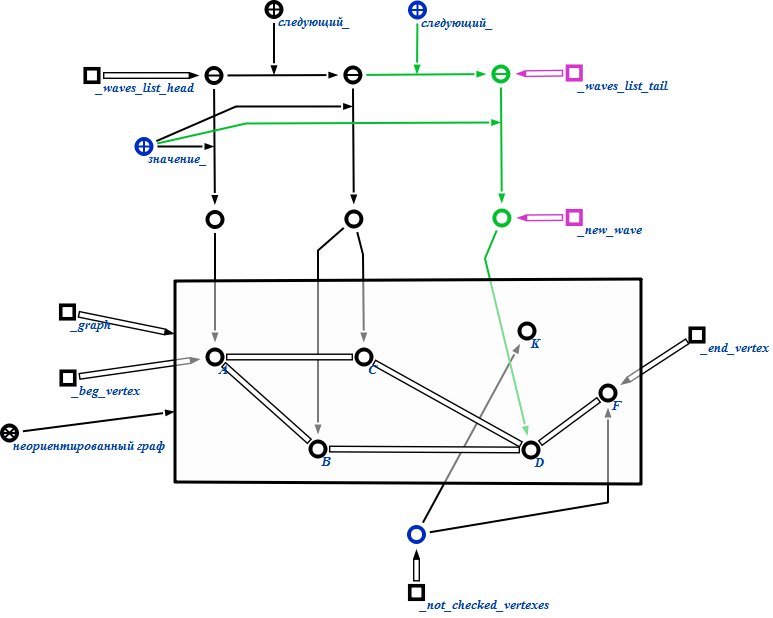 следующий_
следующий_
_waves_list_head
_waves_list_tail
значение_
_new_wave
_graph
K
_end_vertex
A
C
_beg_vertex
F
неориентированный граф
B
D
_not_checked_vertexes